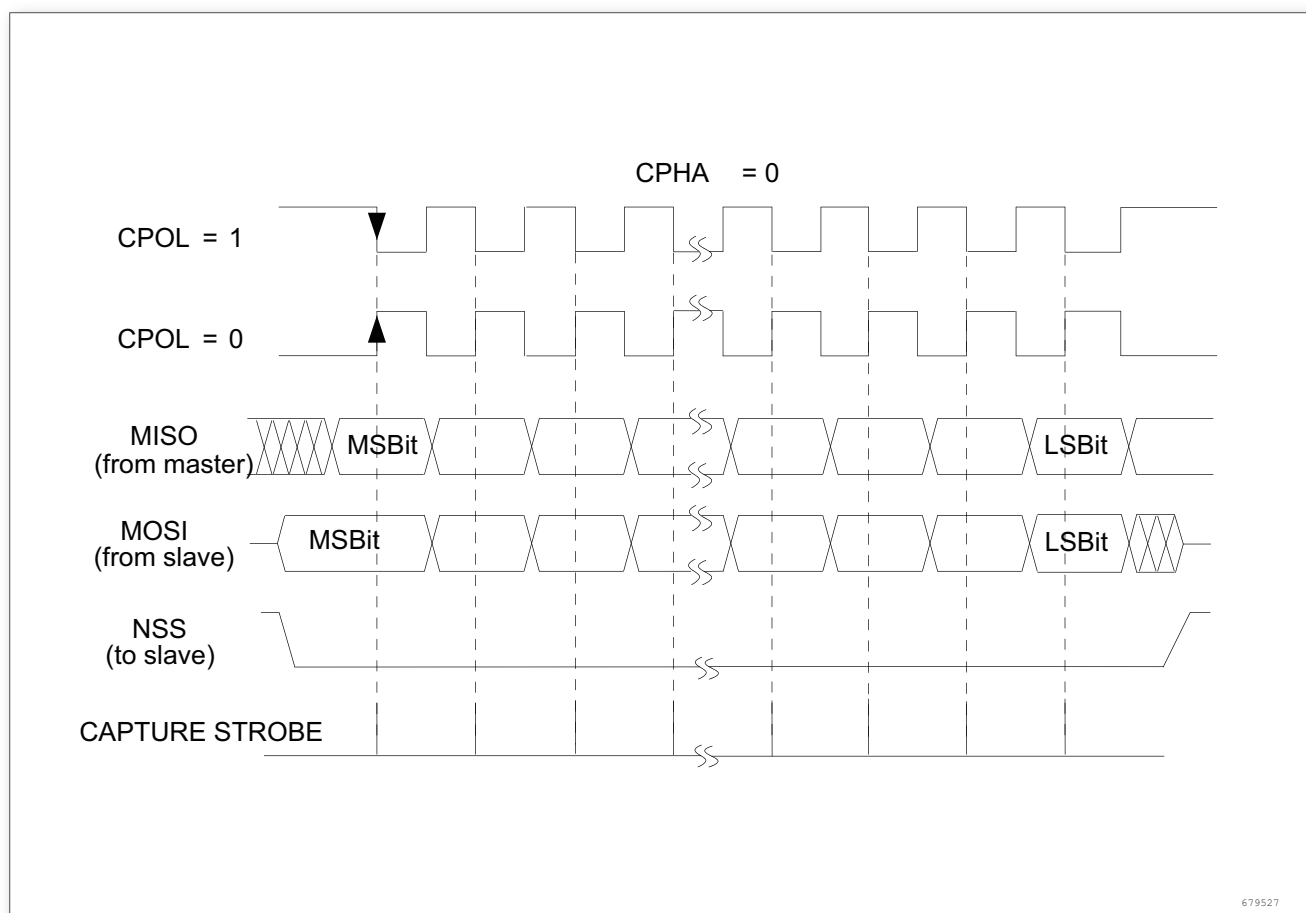 CPHA = 0
CPOL = 1
CPOL = 0
MISO
(from master)
MSBit
LSBit
MOSI
(from slave)
MSBit
LSBit
NSS
(to slave)
CAPTURE STROBE
679527